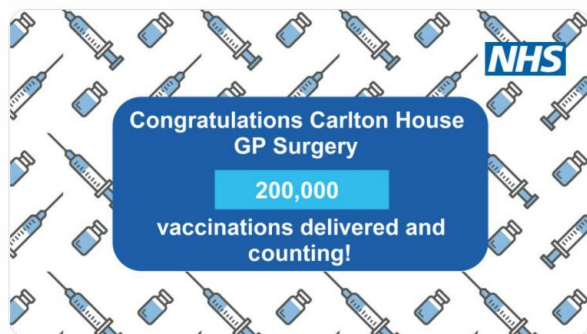 NHS
Congratulations Carlton House
GP Surgery
200,000
vaccinations delivered and
counting!